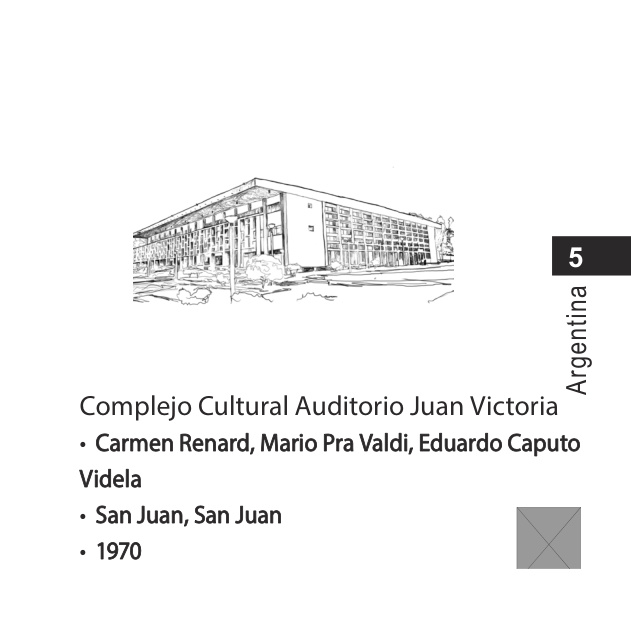 5
Argentina
Complejo Cultural Auditorio Juan Victoria
• Carmen Renard, Mario Pra Valdi, Eduardo Caputo
Videla
• San Juan, San Juan
• 1970